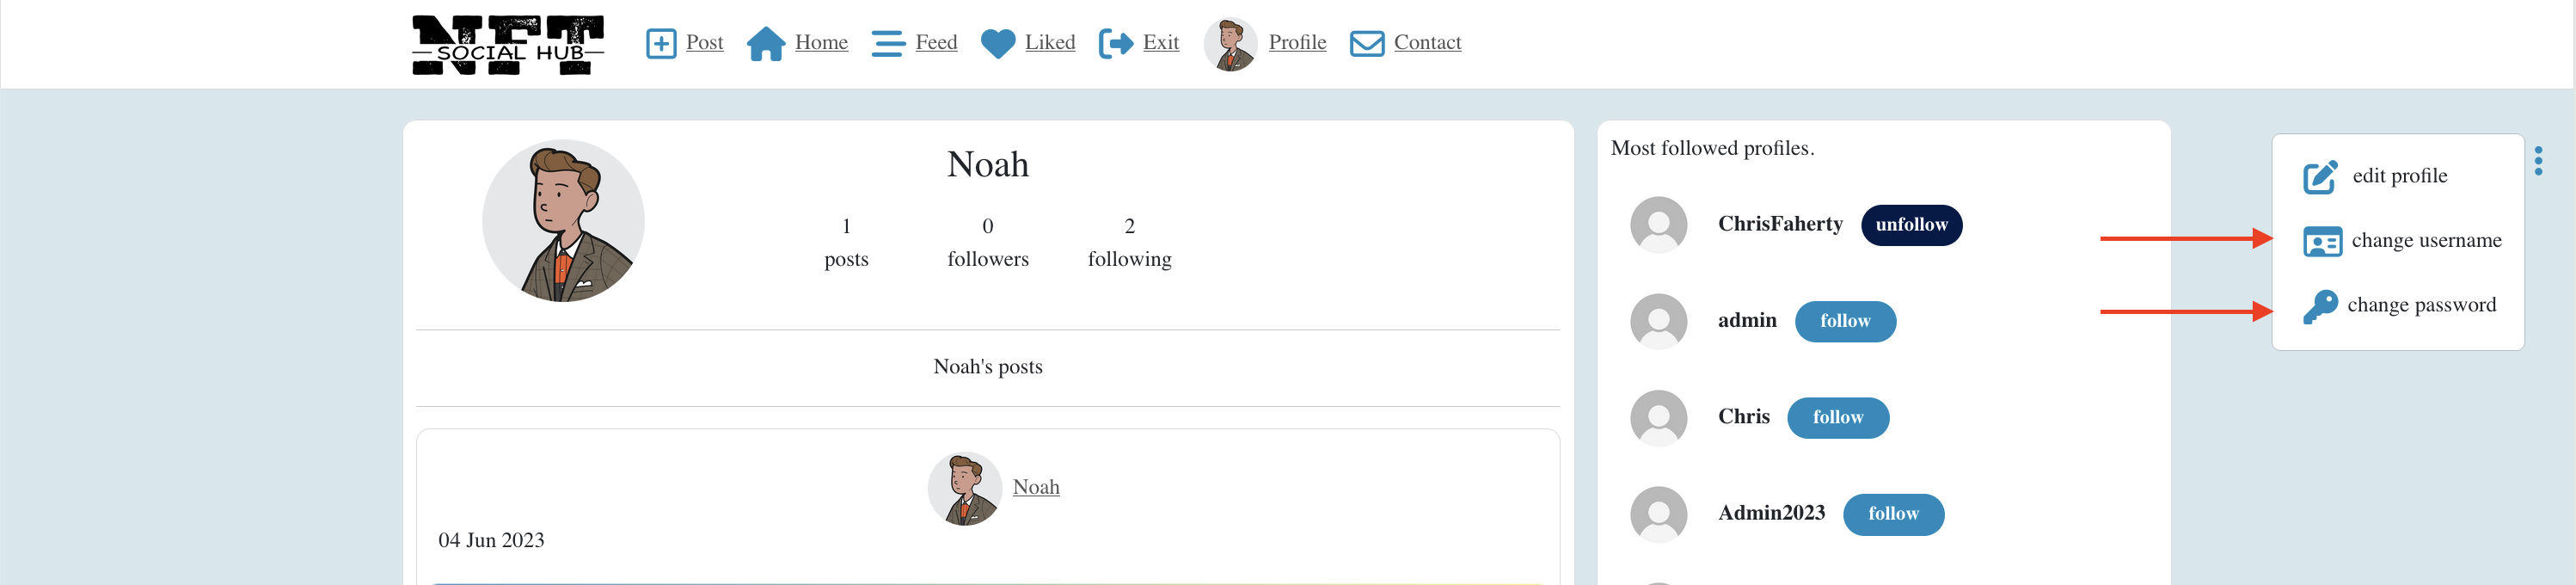 NFT
SOCIAL HUB
Post Home Feed Liked Exit Profile Contact
Noah
1 0 2
posts followers following
Noah's posts
Noah
04 Jun 2023
Most followed profiles.
ChrisFaherty unfollow
admin follow
Chris follow
Admin2023 follow
edit profile
change username
change password